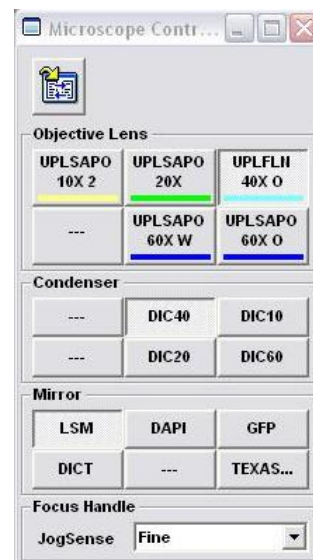 Microscope Contr...
Objective Lens
UPLSAPO 10X 2
UPLSAPO 20X
UPLFLN 40X O
---
UPLSAPO 60X W
UPLSAPO 60X O
Condenser
--- DIC40 DIC10
--- DIC20 DIC60
Mirror
LSM DAPI GFP
DICT --- TEXAS...
Focus Handle
JogSense Fine